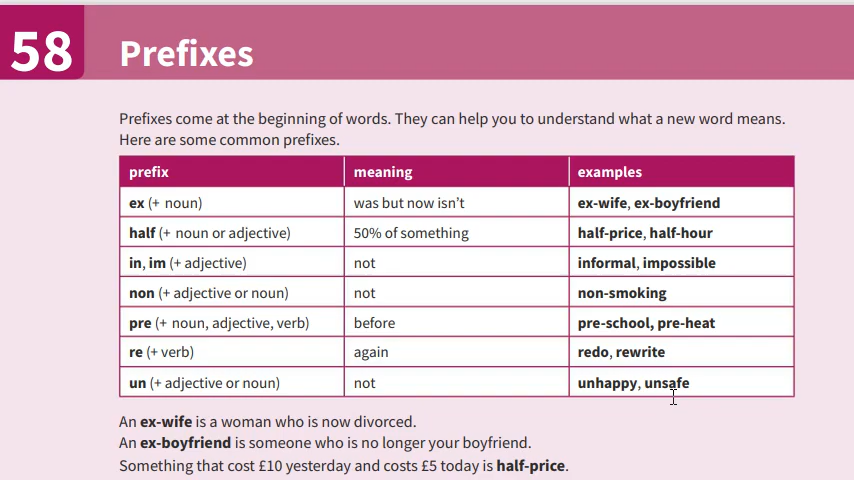 58 Prefixes
Prefixes come at the beginning of words. They can help you to understand what a new word means.
Here are some common prefixes.
prefix meaning examples
ex (+ noun) was but now isn't ex-wife, ex-boyfriend
half (+ noun or adjective) 50% of something half-price, half-hour
in, im (+ adjective) not informal, impossible
non (+ adjective or noun) not non-smoking
pre (+ noun, adjective, verb) before pre-school, pre-heat
re (+ verb) again redo, rewrite
un (+ adjective or noun) not unhappy, unsafe
An ex-wife is a woman who is now divorced.
An ex-boyfriend is someone who is no longer your boyfriend.
Something that cost £10 yesterday and costs £5 today is half-price.